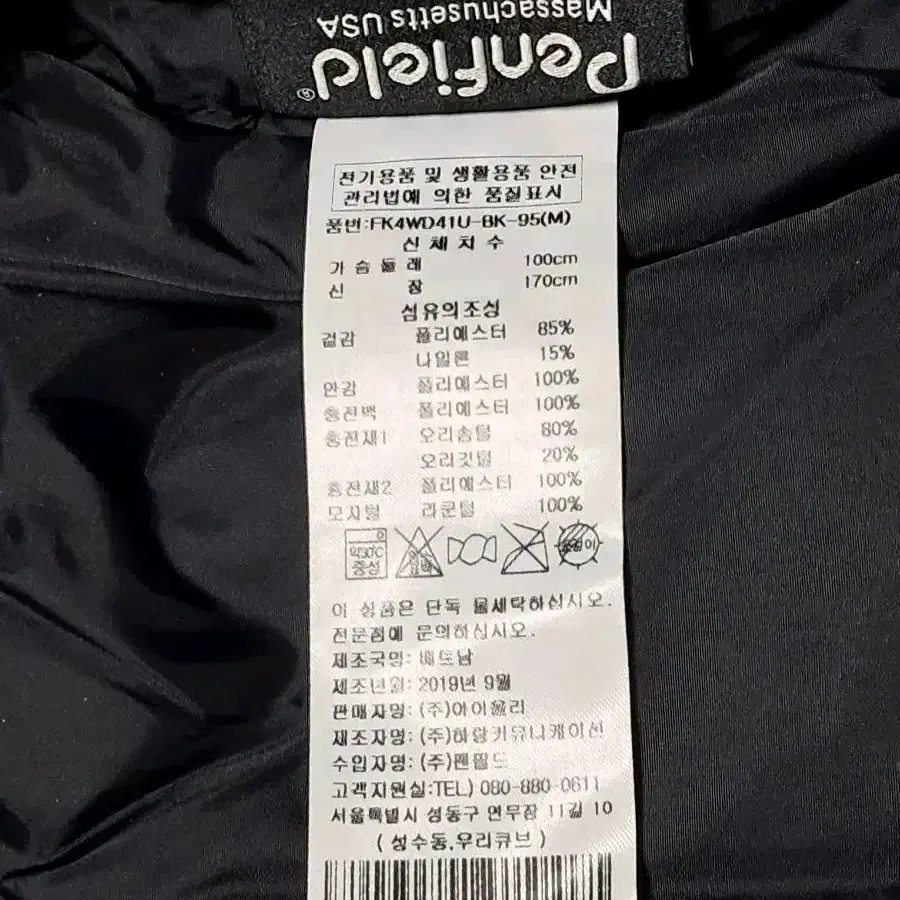 Penfield®
Massachusetts USA
전기용품 및 생활용품 안전
관리법에 의한 품질표시
품번:FK4WD41U-BK-95(M)
신체치수
가슴둘레 100cm
신 장 170cm
섬유의조성
겉감 폴리에스터 85%
나일론 15%
안감 폴리에스터 100%
충전백 폴리에스터 100%
충전재1 오리솜털 80%
오리깃털 20%
충전재2 폴리에스터 100%
모자털 라쿤털 100%
약30℃
중성
이 상품은 단독 물세탁하십시오.
전문점에 문의하십시오.
제조국명: 베트남
제조년월: 2019년 9월
판매자명: (주)아이올리
제조자명: (주)하랑커뮤니케이션
수입자명: (주)펜필드
고객지원실:TEL) 080-880-0611
서울특별시 성동구 연무장 11길 10
(성수동,우리큐브)